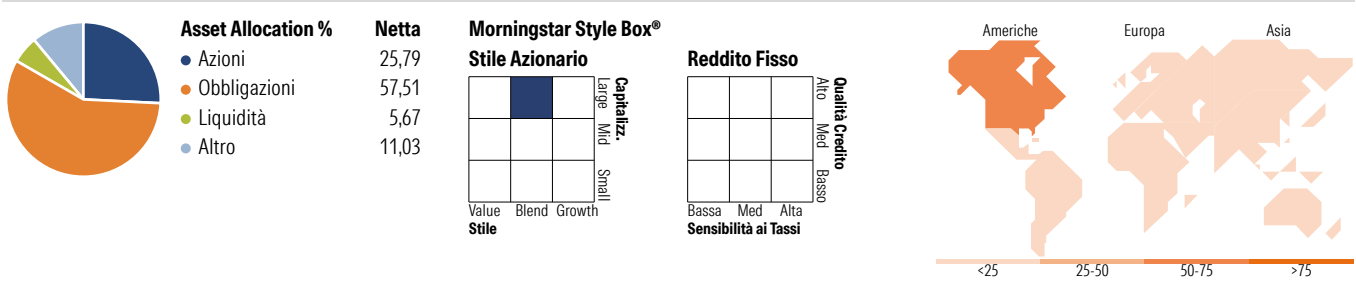 Asset Allocation % Netta
Azioni 25,79
Obbligazioni 57,51
Liquidità 5,67
Altro 11,03
Morningstar Style Box®
Stile Azionario
Large
Mid
Small
Capitalizz.
Value Blend Growth
Stile
Reddito Fisso
Alto
Med
Basso
Qualità Credito
Bassa Med Alta
Sensibilità ai Tassi
Americhe Europa Asia
<25 25-50 50-75 >75